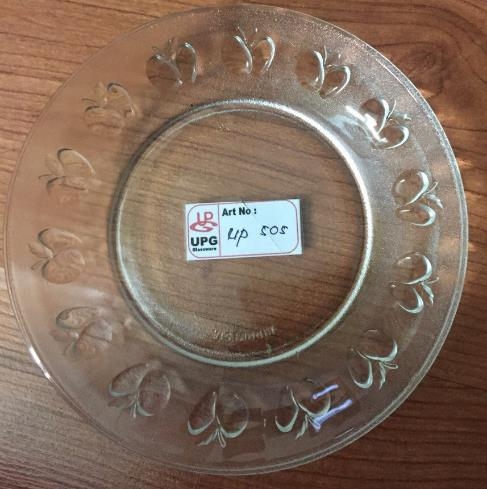 UPG
Glassware
Art No :
up 505